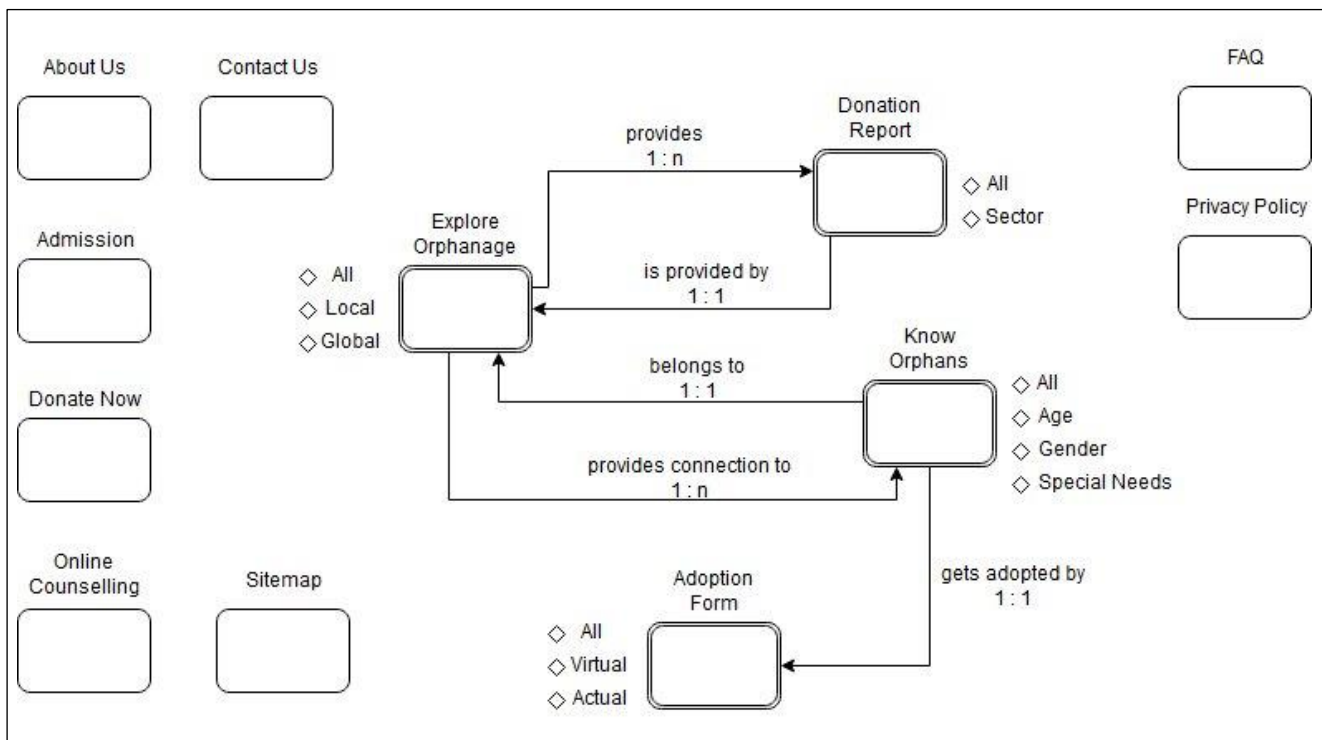 About Us
Contact Us
FAQ
Donation
Report
provides
1 : n
All
Sector
Privacy Policy
Admission
Explore
Orphanage
All
Local
Global
is provided by
1 : 1
Know
Orphans
belongs to
1 : 1
All
Age
Gender
Special Needs
Donate Now
provides connection to
1 : n
Online
Counselling
Sitemap
Adoption
Form
gets adopted by
1 : 1
All
Virtual
Actual